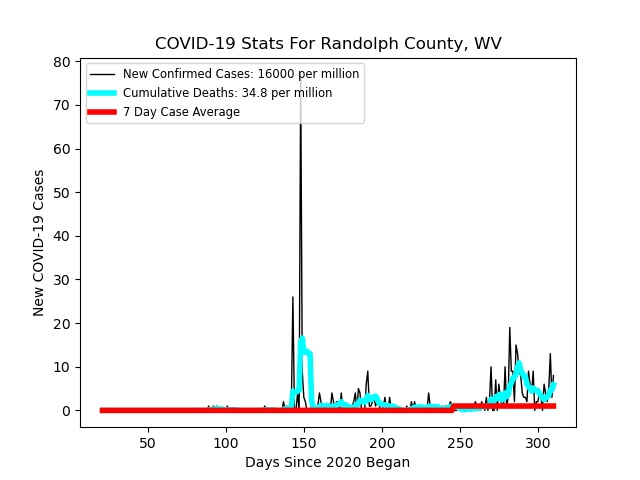 COVID-19 Stats For Randolph County, WV
New Confirmed Cases: 16000 per million
Cumulative Deaths: 34.8 per million
7 Day Case Average
80
70
60
50
40
30
20
10
0
New COVID-19 Cases
50 100 150 200 250 300
Days Since 2020 Began